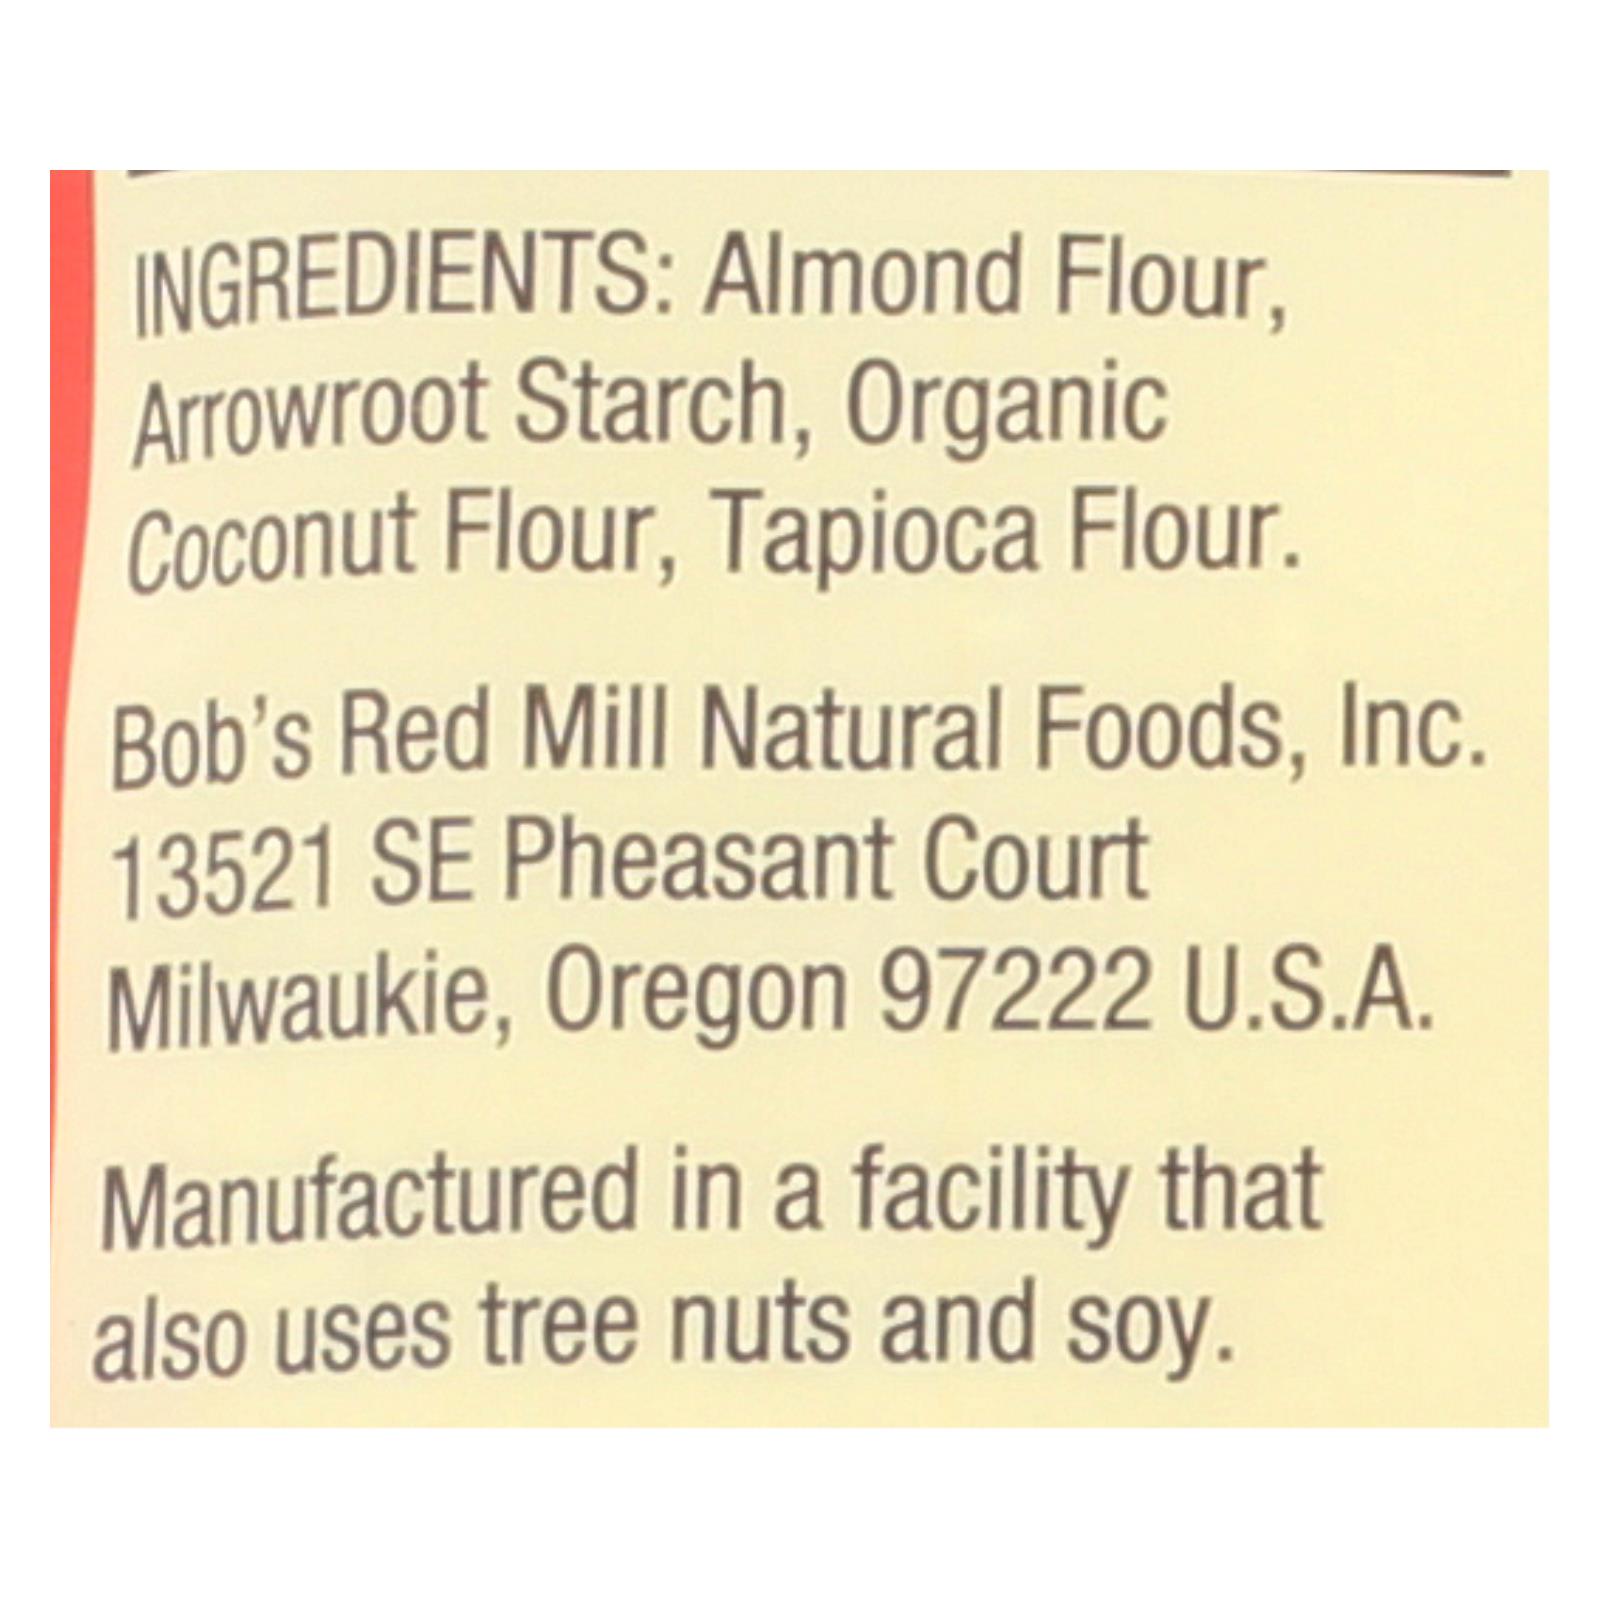 INGREDIENTS: Almond Flour,
Arrowroot Starch, Organic
Coconut Flour, Tapioca Flour.
Bob's Red Mill Natural Foods, Inc.
13521 SE Pheasant Court
Milwaukie, Oregon 97222 U.S.A.
Manufactured in a facility that
also uses tree nuts and soy.